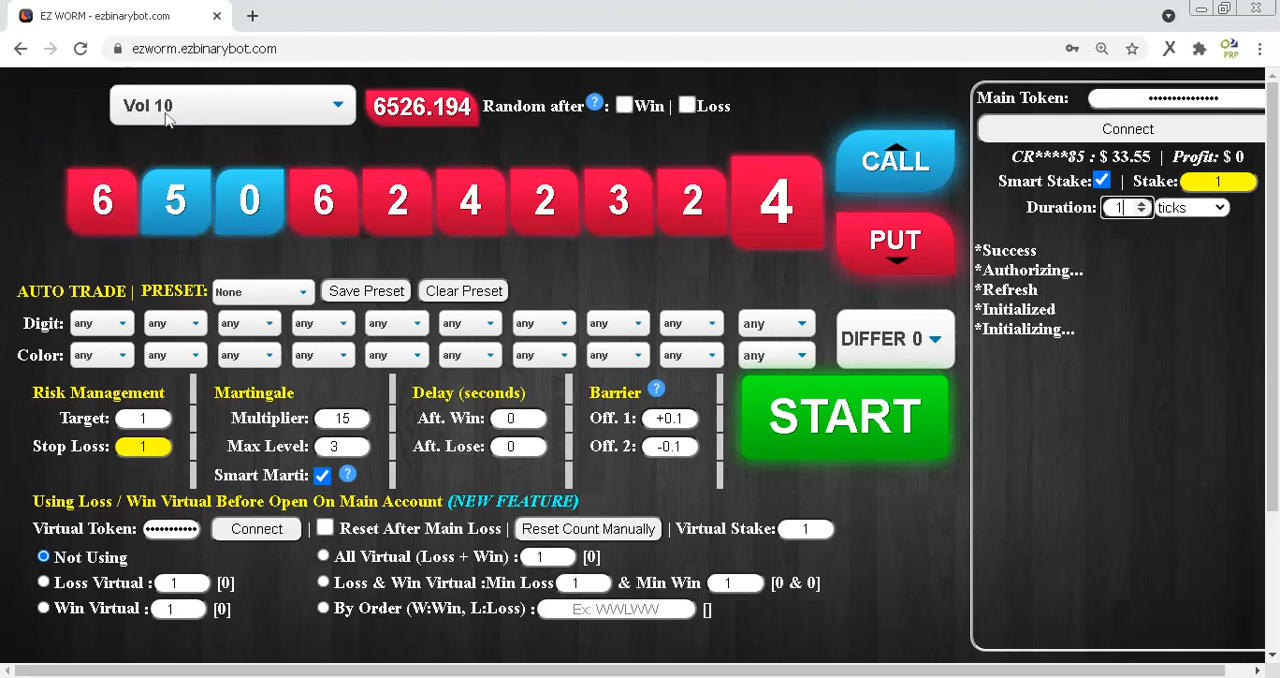 EZ WORM - ezbinarybot.com
ezworm.ezbinarybot.com
PRP
Vol 10
6526.194
Random after ? : Win | Loss
6 5 0 6 2 4 2 3 2 4
CALL
PUT
AUTO TRADE | PRESET: None Save Preset Clear Preset
Digit: any any any any any any any any any any
Color: any any any any any any any any any any
DIFFER 0
START
Risk Management
Target: 1
Stop Loss: 1
Martingale
Multiplier: 15
Max Level: 3
Smart Marti: ?
Delay (seconds)
Aft. Win: 0
Aft. Lose: 0
Barrier ?
Off. 1: +0.1
Off. 2: -0.1
Using Loss / Win Virtual Before Open On Main Account (NEW FEATURE)
Virtual Token: ••••••••••• Connect | Reset After Main Loss | Reset Count Manually | Virtual Stake: 1
Not Using
All Virtual (Loss + Win) : 1 [0]
Loss Virtual : 1 [0]
Loss & Win Virtual :Min Loss 1 & Min Win 1 [0 & 0]
Win Virtual : 1 [0]
By Order (W:Win, L:Loss) : Ex: WWLWW []
Main Token: •••••••••••••••
Connect
CR****85 : $ 33.55 | Profit: $ 0
Smart Stake: | Stake: 1
Duration: 1 ticks
*Success
*Authorizing...
*Refresh
*Initialized
*Initializing...